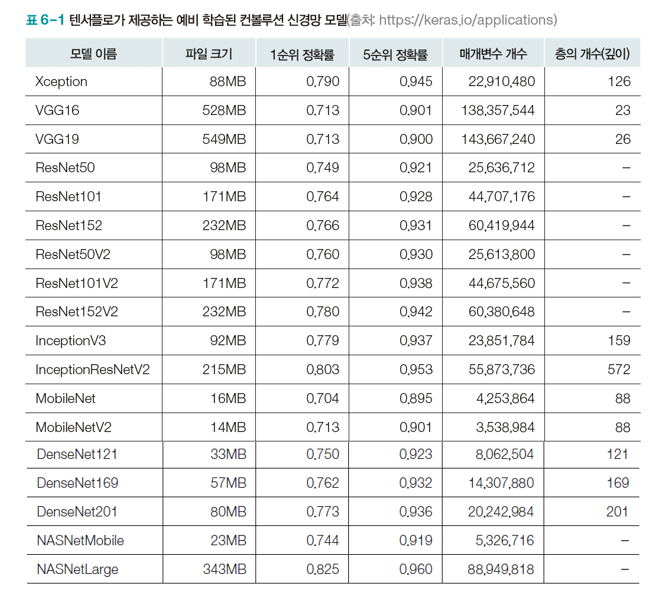 표 6-1 텐서플로가 제공하는 예비 학습된 컨볼루션 신경망 모델(출처: https://keras.io/applications)
모델 이름 파일 크기 1순위 정확률 5순위 정확률 매개변수 개수 층의 개수(깊이)
Xception 88MB 0.790 0.945 22,910,480 126
VGG16 528MB 0.713 0.901 138,357,544 23
VGG19 549MB 0.713 0.900 143,667,240 26
ResNet50 98MB 0.749 0.921 25,636,712 –
ResNet101 171MB 0.764 0.928 44,707,176 –
ResNet152 232MB 0.766 0.931 60,419,944 –
ResNet50V2 98MB 0.760 0.930 25,613,800 –
ResNet101V2 171MB 0.772 0.938 44,675,560 –
ResNet152V2 232MB 0.780 0.942 60,380,648 –
InceptionV3 92MB 0.779 0.937 23,851,784 159
InceptionResNetV2 215MB 0.803 0.953 55,873,736 572
MobileNet 16MB 0.704 0.895 4,253,864 88
MobileNetV2 14MB 0.713 0.901 3,538,984 88
DenseNet121 33MB 0.750 0.923 8,062,504 121
DenseNet169 57MB 0.762 0.932 14,307,880 169
DenseNet201 80MB 0.773 0.936 20,242,984 201
NASNetMobile 23MB 0.744 0.919 5,326,716 –
NASNetLarge 343MB 0.825 0.960 88,949,818 –